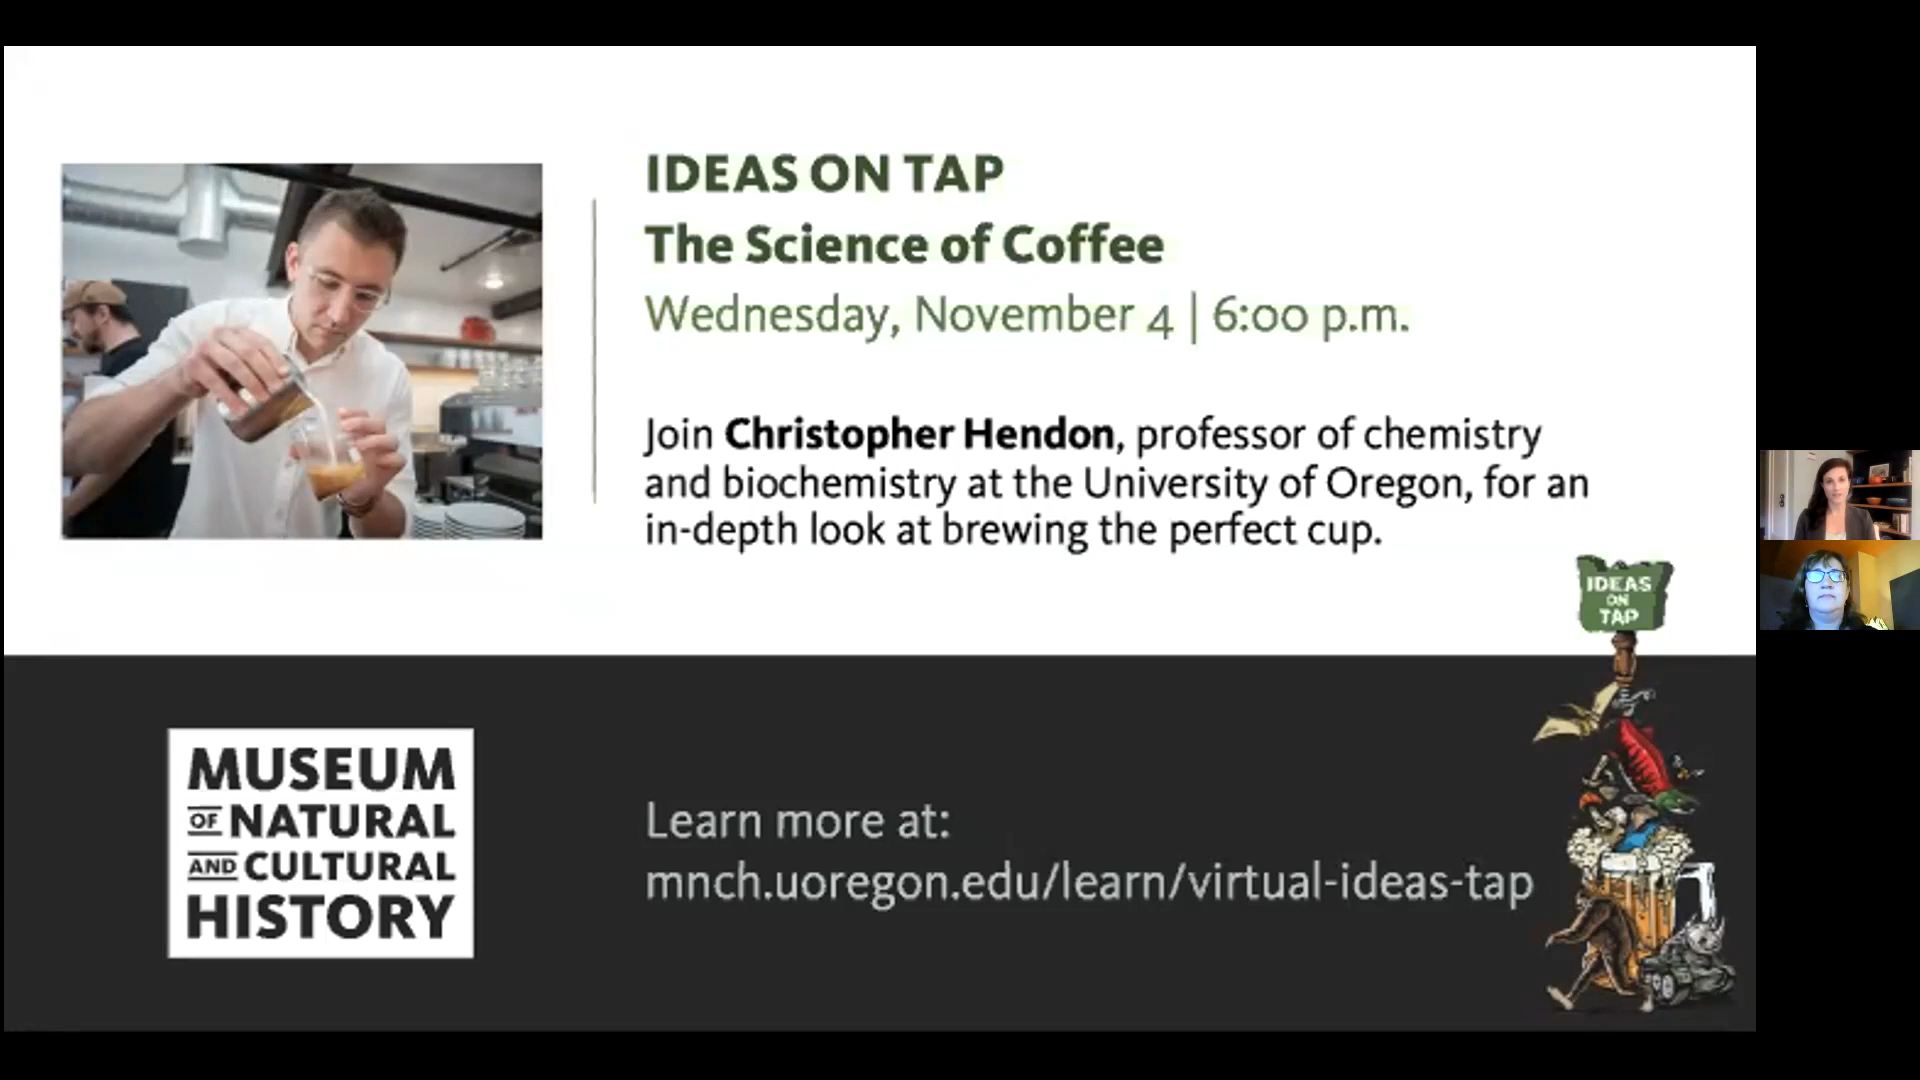 IDEAS ON TAP
The Science of Coffee
Wednesday, November 4 | 6:00 p.m.
Join Christopher Hendon, professor of chemistry
and biochemistry at the University of Oregon, for an
in-depth look at brewing the perfect cup.
IDEAS
ON
TAP
MUSEUM
OF NATURAL
AND CULTURAL
HISTORY
Learn more at:
mnch.uoregon.edu/learn/virtual-ideas-tap